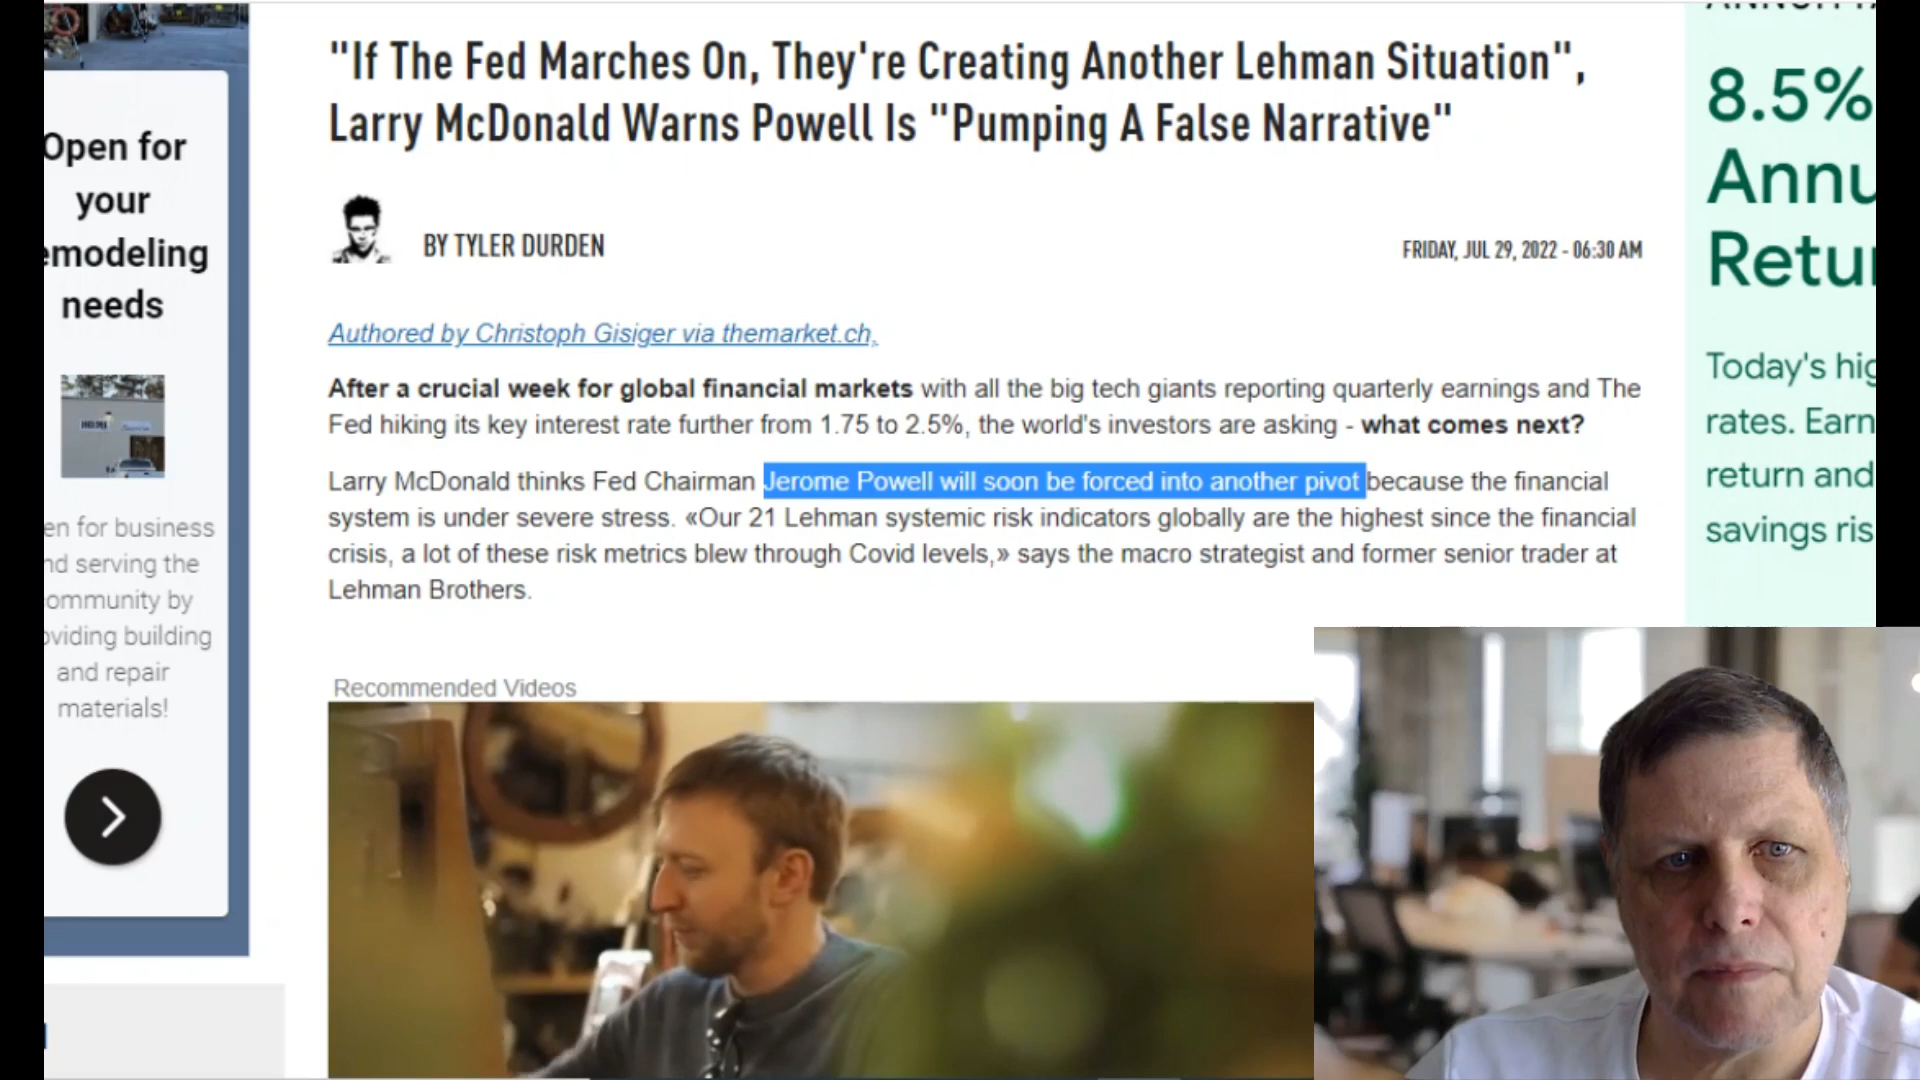 "If The Fed Marches On, They're Creating Another Lehman Situation",
Larry McDonald Warns Powell Is "Pumping A False Narrative"
BY TYLER DURDEN
FRIDAY, JUL 29, 2022 - 06:30 AM
Authored by Christoph Gisiger via themarket.ch,
After a crucial week for global financial markets with all the big tech giants reporting quarterly earnings and The
Fed hiking its key interest rate further from 1.75 to 2.5%, the world's investors are asking - what comes next?
Larry McDonald thinks Fed Chairman Jerome Powell will soon be forced into another pivot because the financial
system is under severe stress. «Our 21 Lehman systemic risk indicators globally are the highest since the financial
crisis, a lot of these risk metrics blew through Covid levels,» says the macro strategist and former senior trader at
Lehman Brothers.
Recommended Videos
Open for
your
emodeling
needs
en for business
nd serving the
ommunity by
oviding building
and repair
materials!
8.5%
Annu
Retur
Today's hig
rates. Earn
return and
savings ris